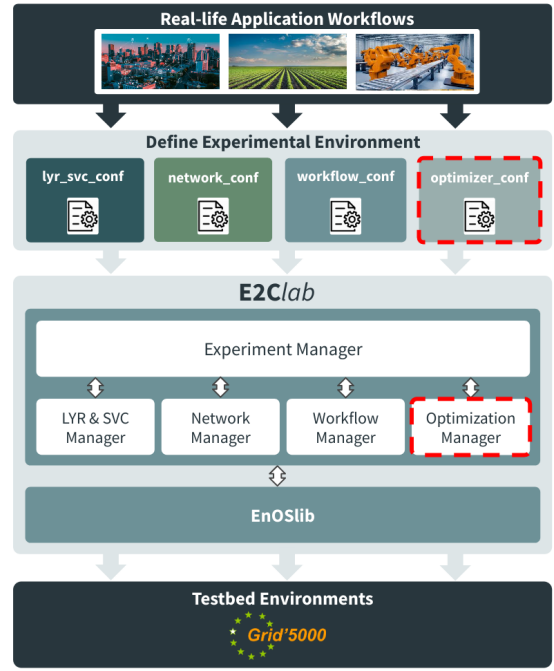 Real-life Application Workflows
Define Experimental Environment
lyr_svc_conf
network_conf
workflow_conf
optimizer_conf
E2Clab
Experiment Manager
LYR & SVC
Manager
Network
Manager
Workflow
Manager
Optimization
Manager
EnOSlib
Testbed Environments
Grid'5000